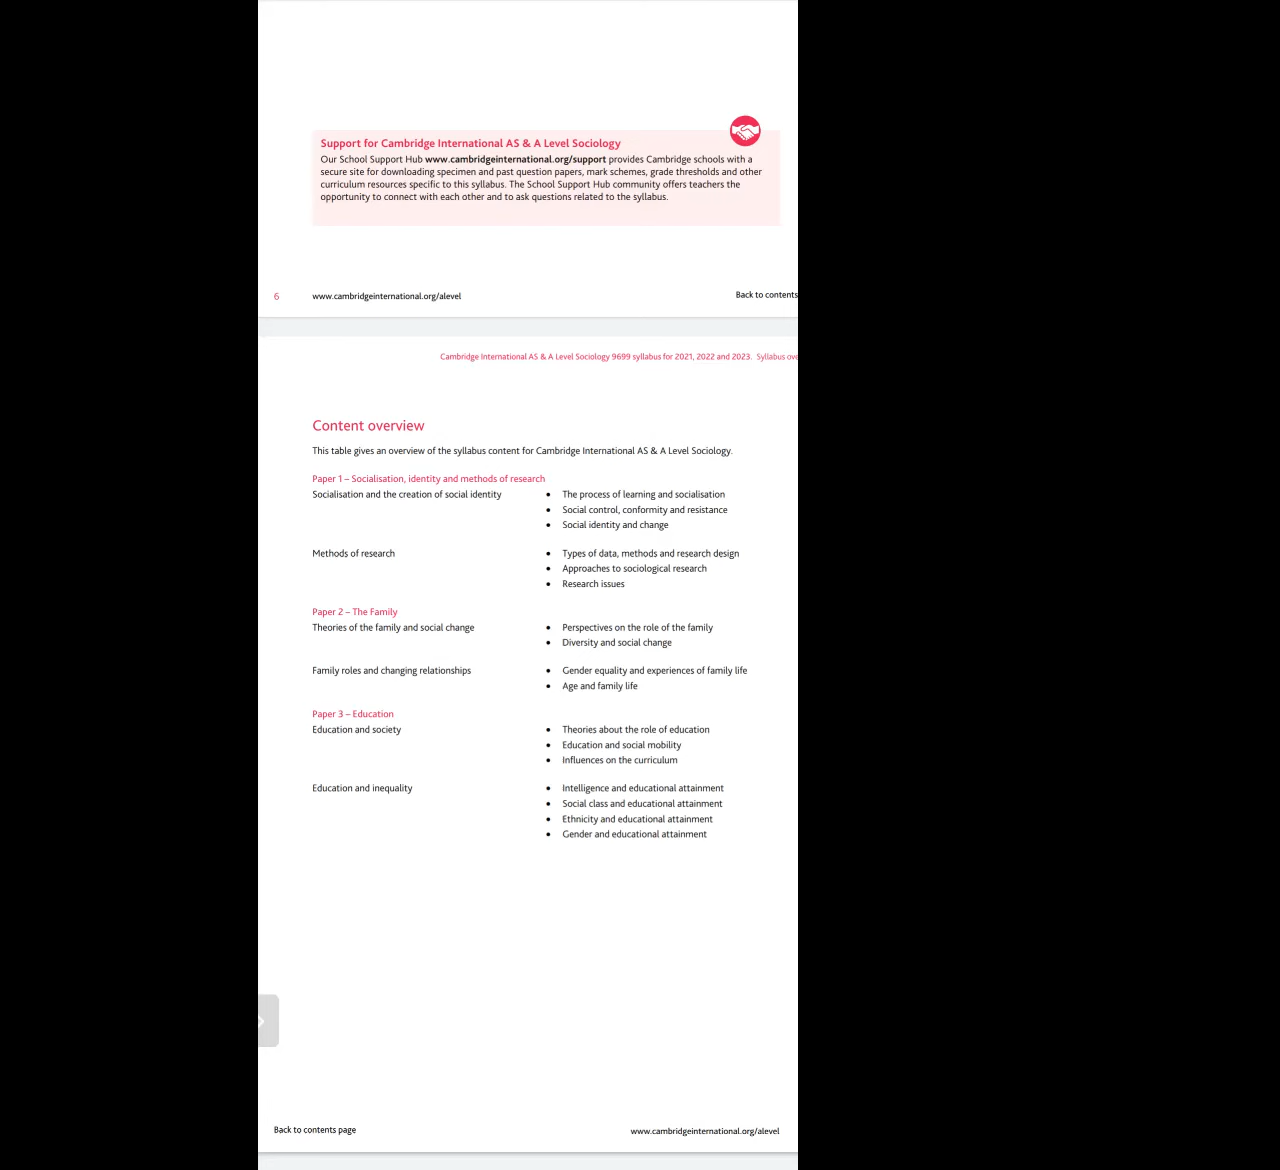 Support for Cambridge International AS & A Level Sociology
Our School Support Hub www.cambridgeinternational.org/support provides Cambridge schools with a
secure site for downloading specimen and past question papers, mark schemes, grade thresholds and other
curriculum resources specific to this syllabus. The School Support Hub community offers teachers the
opportunity to connect with each other and to ask questions related to the syllabus.
6 www.cambridgeinternational.org/alevel Back to contents
Cambridge International AS & A Level Sociology 9699 syllabus for 2021, 2022 and 2023. Syllabus ove
Content overview
This table gives an overview of the syllabus content for Cambridge International AS & A Level Sociology.
Paper 1 – Socialisation, identity and methods of research
Socialisation and the creation of social identity • The process of learning and socialisation
• Social control, conformity and resistance
• Social identity and change
Methods of research • Types of data, methods and research design
• Approaches to sociological research
• Research issues
Paper 2 – The Family
Theories of the family and social change • Perspectives on the role of the family
• Diversity and social change
Family roles and changing relationships • Gender equality and experiences of family life
• Age and family life
Paper 3 – Education
Education and society • Theories about the role of education
• Education and social mobility
• Influences on the curriculum
Education and inequality • Intelligence and educational attainment
• Social class and educational attainment
• Ethnicity and educational attainment
• Gender and educational attainment
Back to contents page www.cambridgeinternational.org/alevel